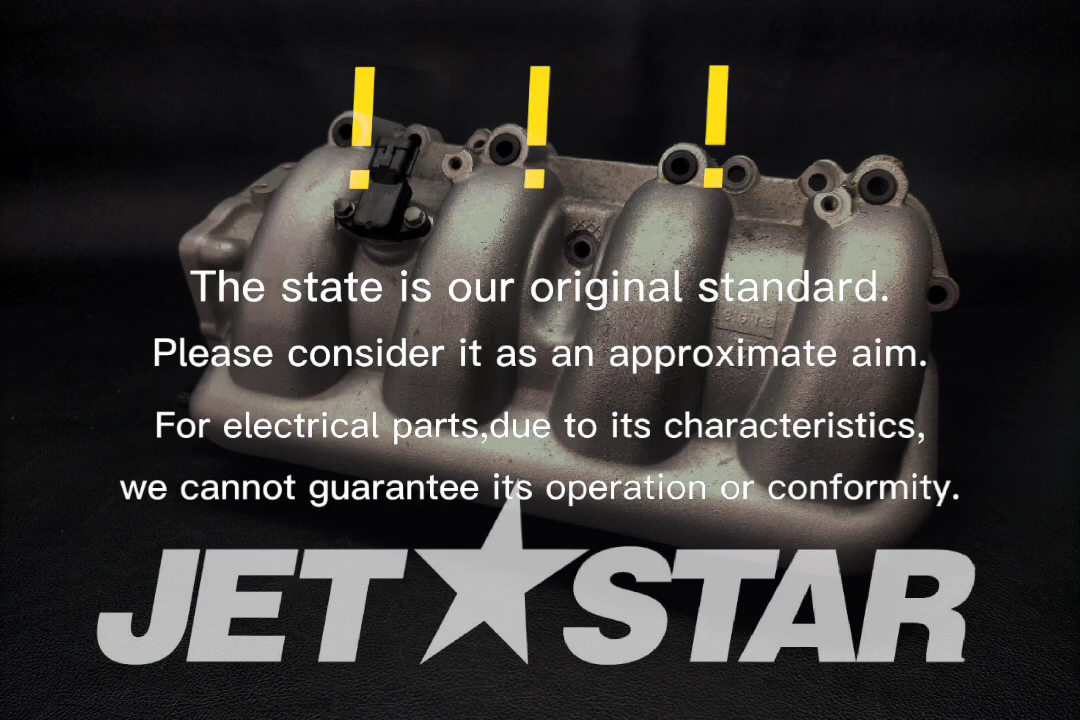 ! ! !
The state is our original standard.
Please consider it as an approximate aim.
For electrical parts,due to its characteristics,
we cannot guarantee its operation or conformity.
JET★STAR